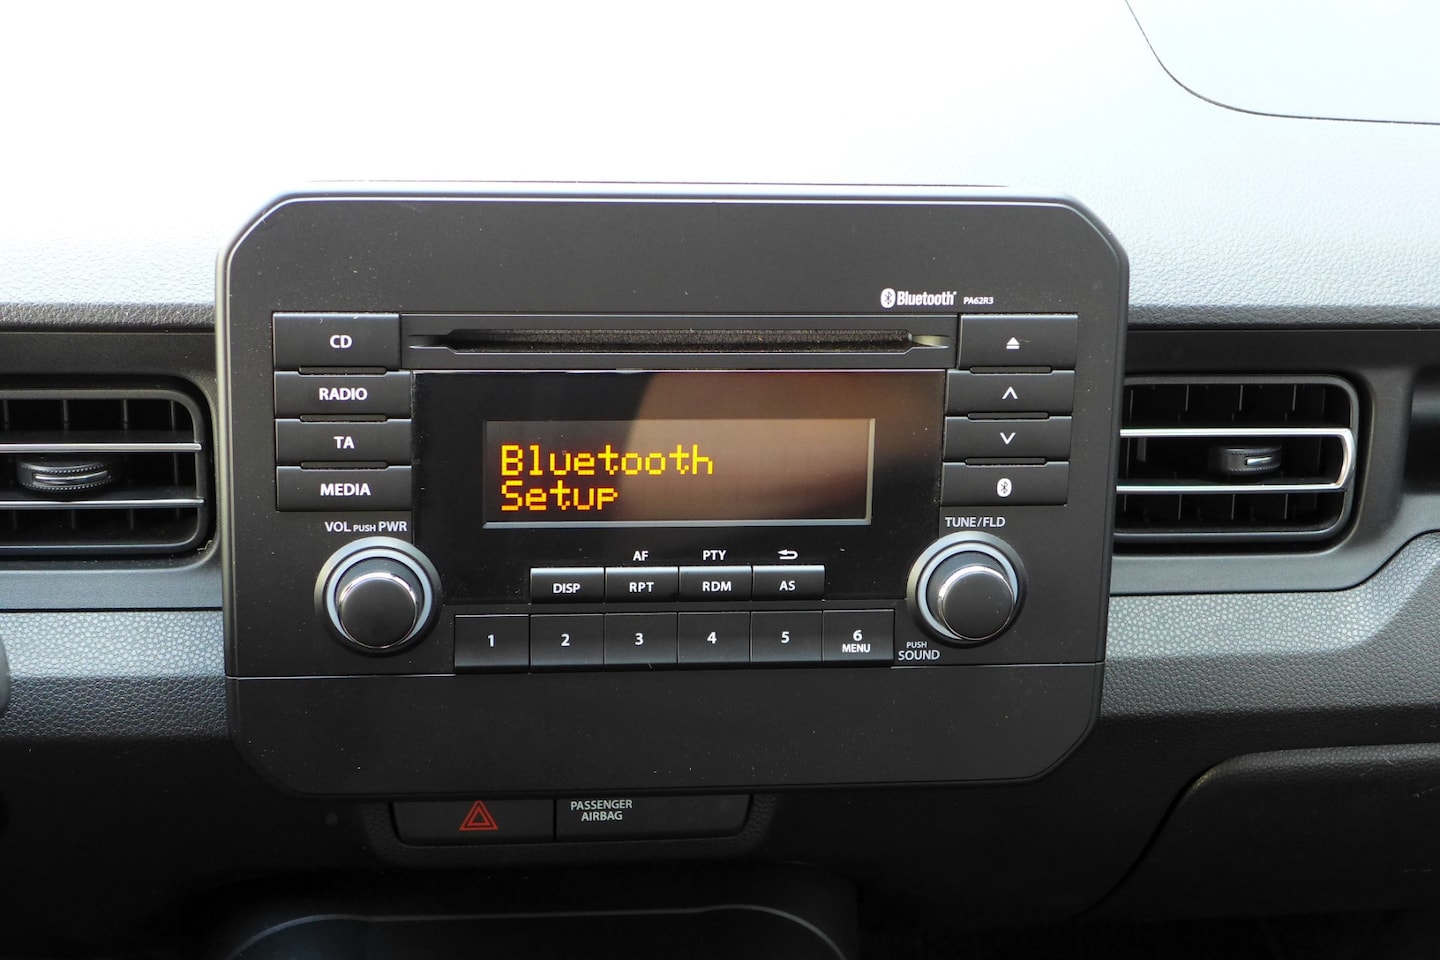 Bluetooth PA62R3
CD
RADIO
TA
MEDIA
VOL PUSH PWR
Bluetooth
Setup
TUNE/FLD
AF PTY
DISP RPT RDM AS
1 2 3 4 5 6
MENU
PUSH
SOUND
PASSENGER
AIRBAG